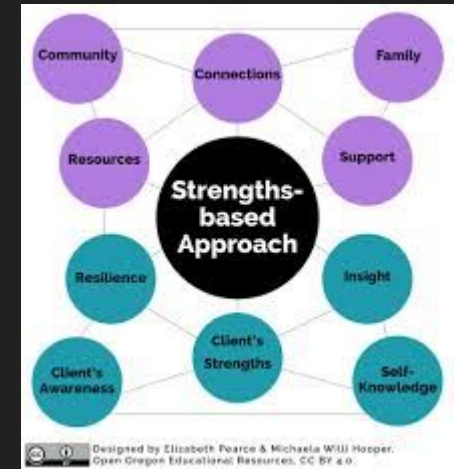 Community
Connections
Family
Resources
Support
Strengths-
based
Approach
Resilience
Insight
Client's
Strengths
Client's
Awareness
Self-
Knowledge
Designed by Elizabeth Pearce & Michaela Willi Hooper,
Open Oregon Educational Resources, CC BY 4.0.